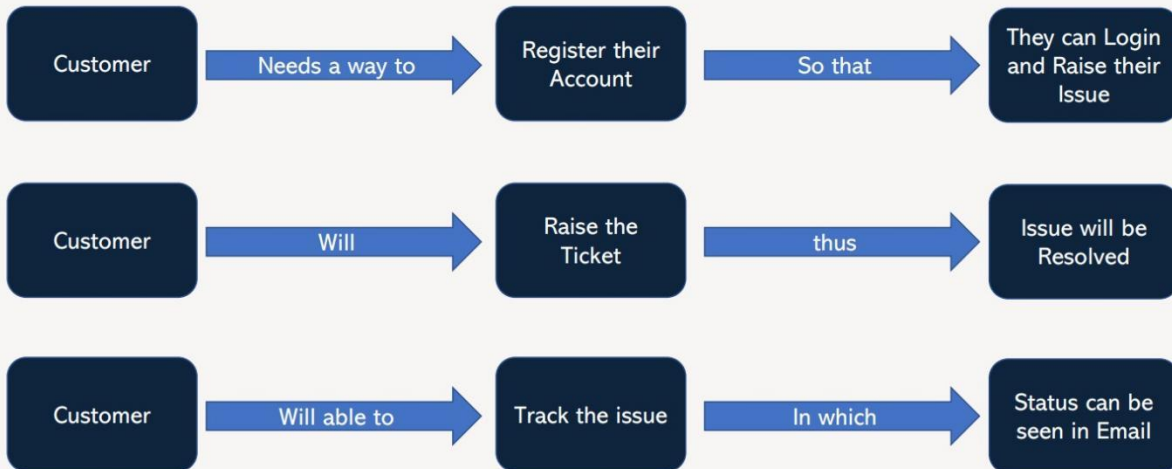 Customer
Needs a way to
Register their
Account
So that
They can Login
and Raise their
Issue
Customer
Will
Raise the
Ticket
thus
Issue will be
Resolved
Customer
Will able to
Track the issue
In which
Status can be
seen in Email